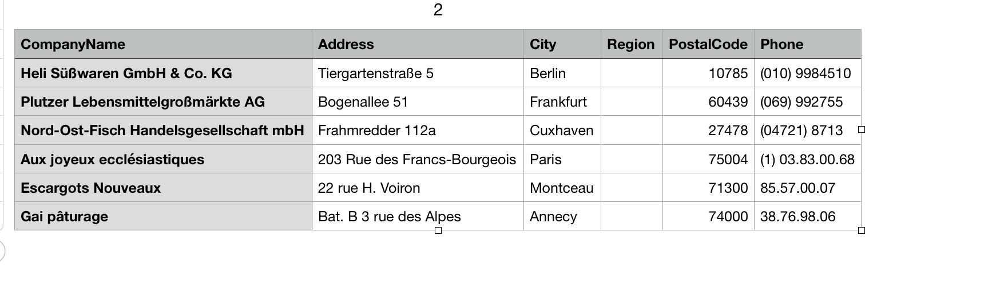 2
CompanyName Address City Region PostalCode Phone
Heli Süßwaren GmbH & Co. KG Tiergartenstraße 5 Berlin 10785 (010) 9984510
Plutzer Lebensmittelgroßmärkte AG Bogenallee 51 Frankfurt 60439 (069) 992755
Nord-Ost-Fisch Handelsgesellschaft mbH Frahmredder 112a Cuxhaven 27478 (04721) 8713
Aux joyeux ecclésiastiques 203 Rue des Francs-Bourgeois Paris 75004 (1) 03.83.00.68
Escargots Nouveaux 22 rue H. Voiron Montceau 71300 85.57.00.07
Gai pâturage Bat. B 3 rue des Alpes Annecy 74000 38.76.98.06